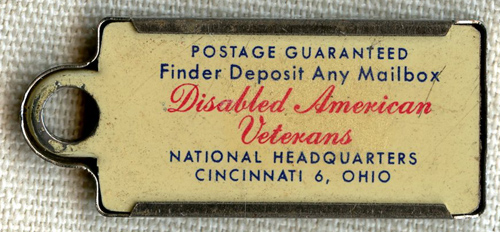 POSTAGE GUARANTEED
Finder Deposit Any Mailbox
Disabled American
Veterans
NATIONAL HEADQUARTERS
CINCINNATI 6, OHIO